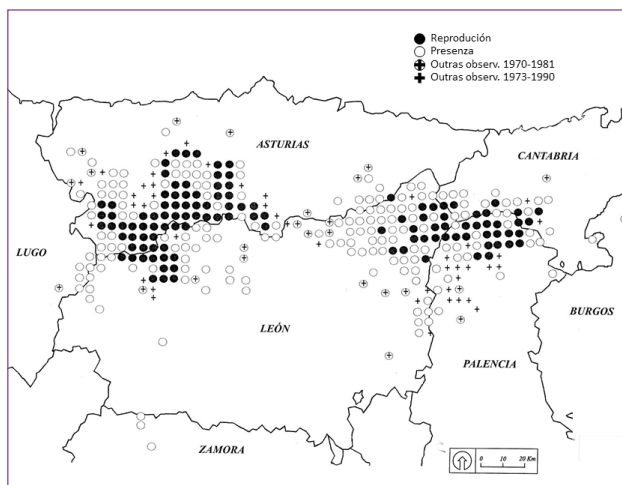 Reprodución
Presenza
Outras observ. 1970-1981
Outras observ. 1973-1990
ASTURIAS
CANTABRIA
LUGO
LEÓN
BURGOS
PALENCIA
ZAMORA
0 10 20 Km